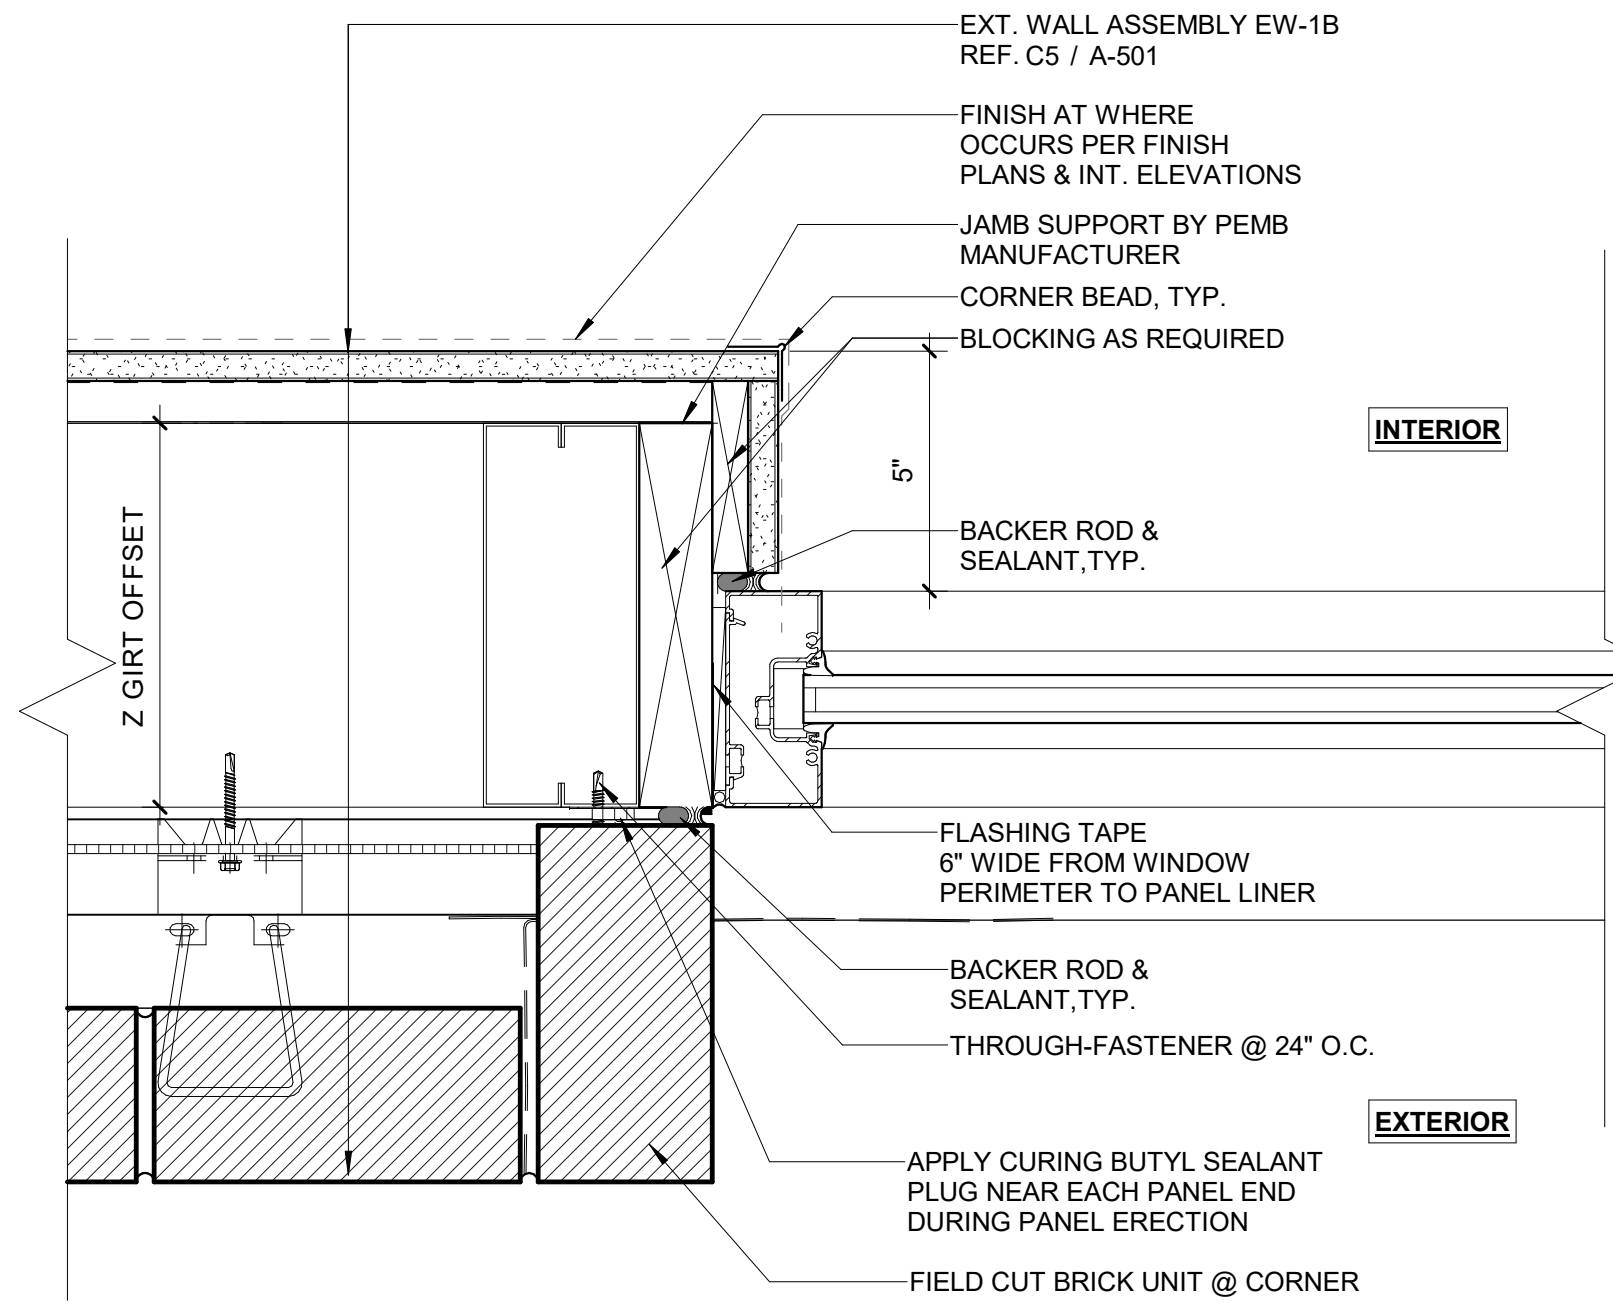 EXT. WALL ASSEMBLY EW-1B
REF. C5 / A-501
FINISH AT WHERE
OCCURS PER FINISH
PLANS & INT. ELEVATIONS
JAMB SUPPORT BY PEMB
MANUFACTURER
CORNER BEAD, TYP.
BLOCKING AS REQUIRED
INTERIOR
5"
BACKER ROD &
SEALANT,TYP.
Z GIRT OFFSET
FLASHING TAPE
6" WIDE FROM WINDOW
PERIMETER TO PANEL LINER
BACKER ROD &
SEALANT,TYP.
THROUGH-FASTENER @ 24" O.C.
EXTERIOR
APPLY CURING BUTYL SEALANT
PLUG NEAR EACH PANEL END
DURING PANEL ERECTION
FIELD CUT BRICK UNIT @ CORNER